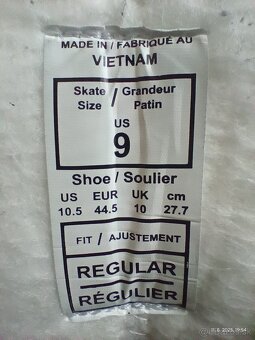 MADE IN / FABRIQUÉ AU
VIETNAM
Skate / Grandeur
Size / Patin
US
9
Shoe / Soulier
US EUR UK cm
10.5 44.5 10 27.7
FIT / AJUSTEMENT
REGULAR
RÉGULIER